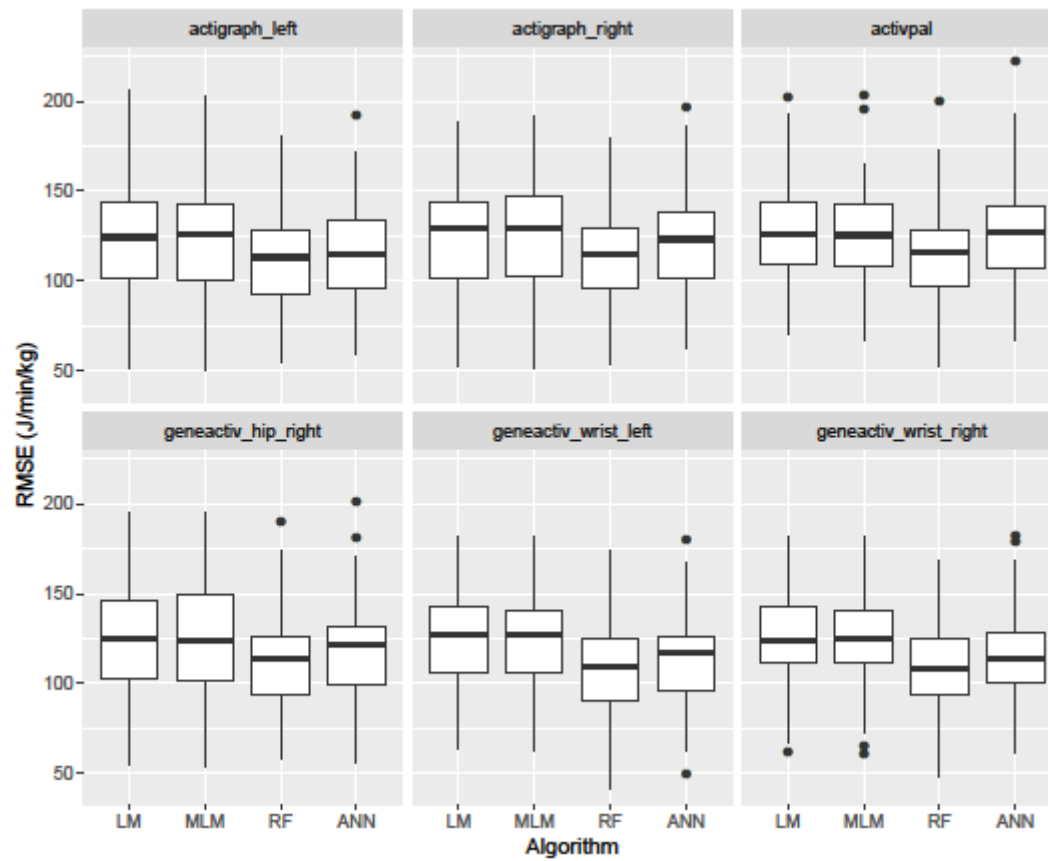 actigraph_left actigraph_right activpal
200
150
100
50
geneactiv_hip_right geneactiv_wrist_left geneactiv_wrist_right
200
150
100
50
RMSE (J/min/kg)
LM MLM RF ANN LM MLM RF ANN LM MLM RF ANN
Algorithm